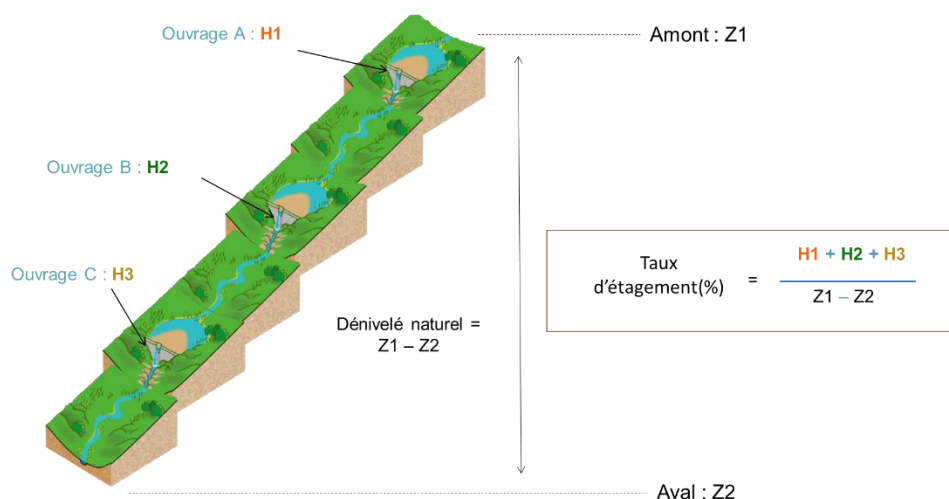 Ouvrage A : H1
Amont : Z1
Ouvrage B : H2
Ouvrage C : H3
Dénivelé naturel =
Z1 – Z2
Taux
d’étagement(%)
=
H1 + H2 + H3
Z1 – Z2
Aval : Z2